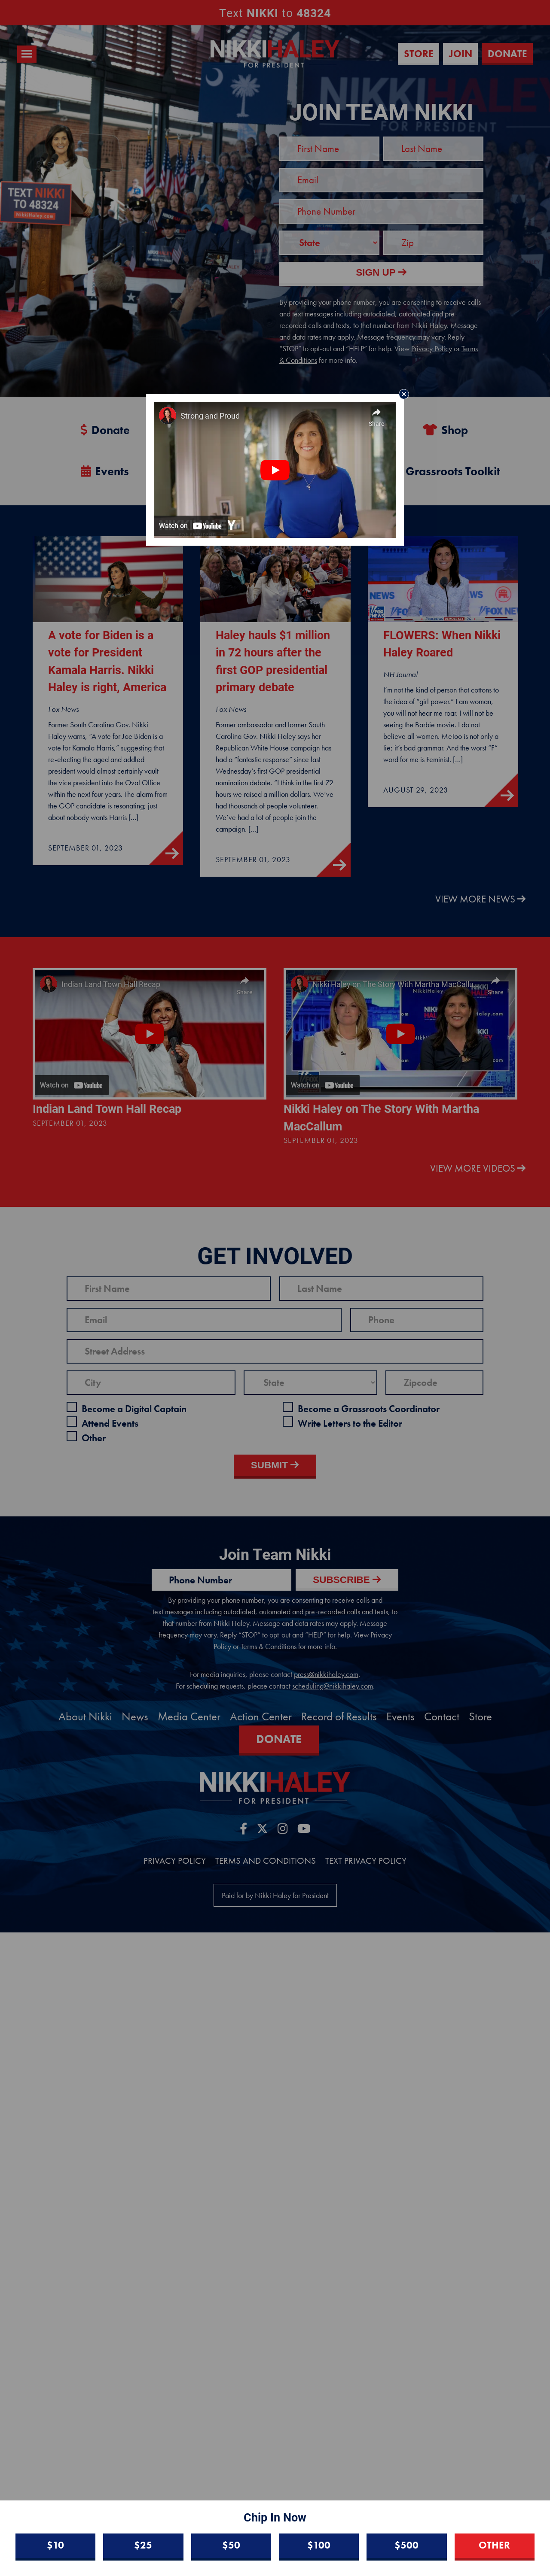 Text NIKKI to 48324
NIKKIHALEY
FOR PRESIDENT
STORE
JOIN
DONATE
NIKKI HALEY
FOR PRESIDENT
JOIN TEAM NIKKI
TEXT NIKKI
TO 48324
NikkiHaley.com
First Name
Last Name
Email
Phone Number
State
Zip
SIGN UP
By providing your phone number, you are consenting to receive calls
and text messages including autodialed, automated and pre-
recorded calls and texts, to that number from Nikki Haley. Message
and data rates may apply. Message frequency may vary. Reply
“STOP” to opt-out and “HELP” for help. View Privacy Policy or Terms
& Conditions for more info.
Donate
Shop
Events
Grassroots Toolkit
Strong and Proud
Share
Watch on YouTube
Y
A vote for Biden is a
vote for President
Kamala Harris. Nikki
Haley is right, America
Fox News
Former South Carolina Gov. Nikki
Haley warns, “A vote for Joe Biden is a
vote for Kamala Harris,” suggesting that
re-electing the aged and addled
president would almost certainly vault
the vice president into the Oval Office
within the next four years. The alarm from
the GOP candidate is resonating; just
about nobody wants Harris [...]
SEPTEMBER 01, 2023
Haley hauls $1 million
in 72 hours after the
first GOP presidential
primary debate
Fox News
Former ambassador and former South
Carolina Gov. Nikki Haley says her
Republican White House campaign has
had a “fantastic response” since last
Wednesday’s first GOP presidential
nomination debate. “I think in the first 72
hours we raised a million dollars. We’ve
had thousands of people volunteer.
We’ve had a lot of people join the
campaign, [...]
SEPTEMBER 01, 2023
FOX NEWS
FLOWERS: When Nikki
Haley Roared
NH Journal
I’m not the kind of person that cottons to
the idea of “girl power.” I am woman,
you will not hear me roar. I will not be
seeing the Barbie movie. I do not
believe all women. MeToo is not only a
lie; it’s bad grammar. And the worst “F”
word for me is Feminist. [...]
AUGUST 29, 2023
VIEW MORE NEWS
Indian Land Town Hall Recap
Share
Watch on YouTube
Indian Land Town Hall Recap
SEPTEMBER 01, 2023
Nikki Haley on The Story With Martha MacCallu...
Share
Watch on YouTube
Nikki Haley on The Story With Martha
MacCallum
SEPTEMBER 01, 2023
VIEW MORE VIDEOS
GET INVOLVED
First Name
Last Name
Email
Phone
Street Address
City
State
Zipcode
Become a Digital Captain
Become a Grassroots Coordinator
Attend Events
Write Letters to the Editor
Other
SUBMIT
Join Team Nikki
Phone Number
SUBSCRIBE
By providing your phone number, you are consenting to receive calls and
text messages including autodialed, automated and pre-recorded calls and texts, to
that number from Nikki Haley. Message and data rates may apply. Message
frequency may vary. Reply “STOP” to opt-out and “HELP” for help. View Privacy
Policy or Terms & Conditions for more info.
For media inquiries, please contact press@nikkihaley.com.
For scheduling requests, please contact scheduling@nikkihaley.com.
About Nikki News Media Center Action Center Record of Results Events Contact Store
DONATE
NIKKIHALEY
FOR PRESIDENT
PRIVACY POLICY TERMS AND CONDITIONS TEXT PRIVACY POLICY
Paid for by Nikki Haley for President
Chip In Now
$10
$25
$50
$100
$500
OTHER